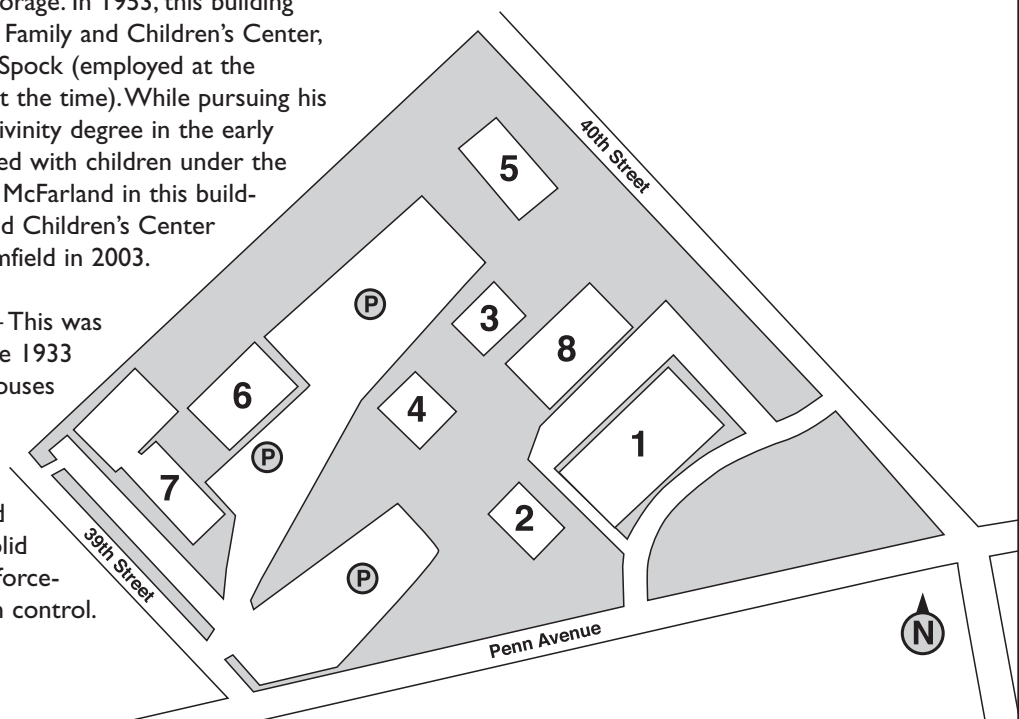 orage. In 1953, this building
Family and Children's Center,
Spock (employed at the
t the time). While pursuing his
ivinity degree in the early
ed with children under the
McFarland in this build-
d Children's Center
mfield in 2003.
– This was
e 1933
ouses
d
olid
force-
n control.
40th Street
5
P
3
8
6
4
1
P
7
2
39th Street
P
Penn Avenue
N